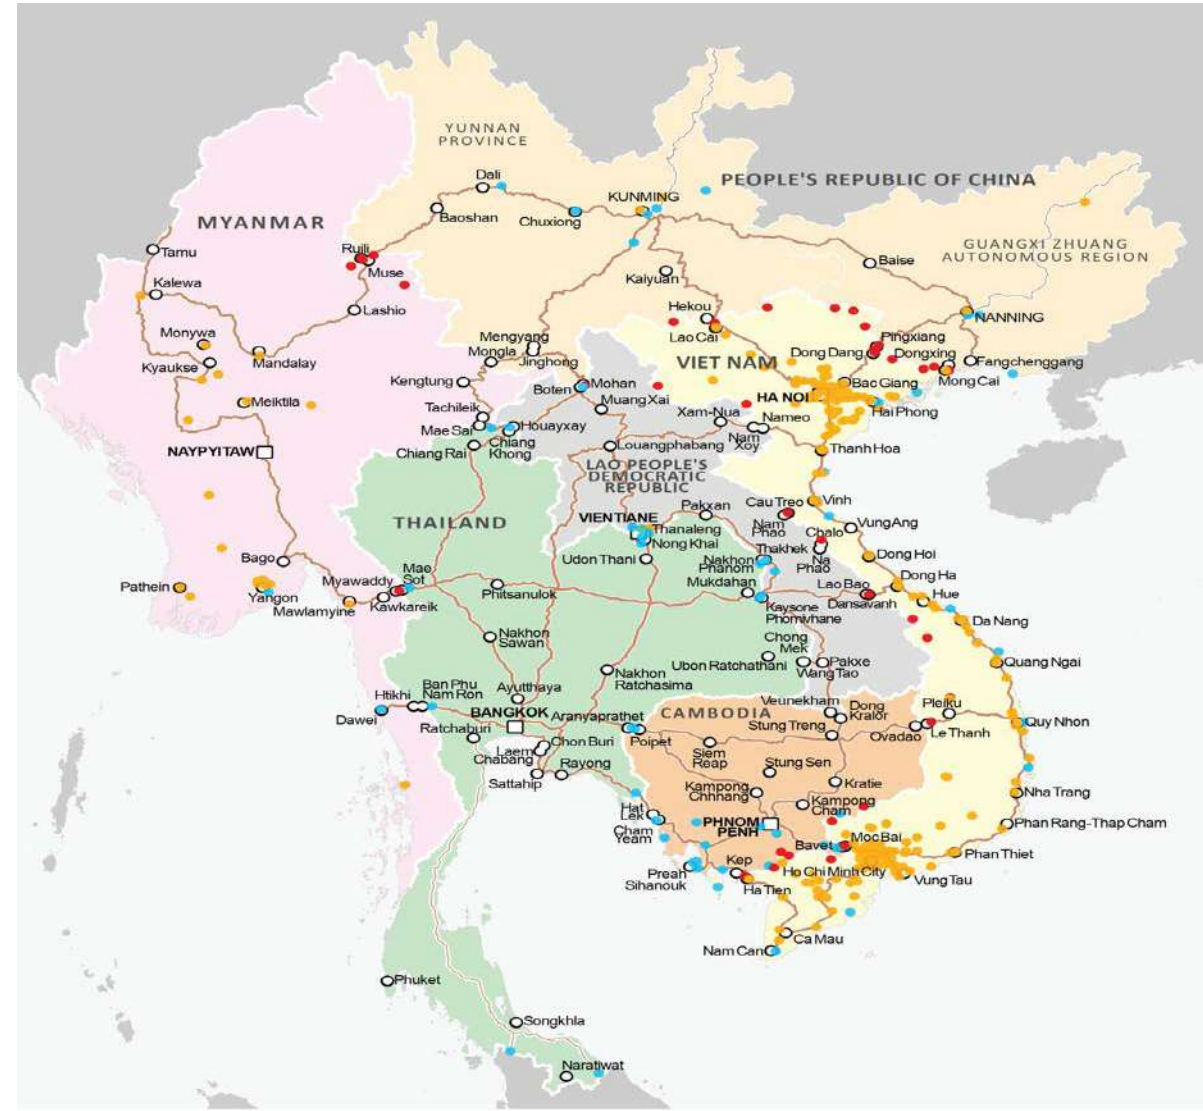 YUNNAN
PROVINCE
PEOPLE'S REPUBLIC OF CHINA
GUANGXI ZHUANG
AUTONOMOUS REGION
MYANMAR
Dali
Baoshan
Chuxiong
KUNMING
Tamu
Ruili
Muse
Kaiyuan
Baise
Kalewa
Lashio
Hekou
Lao Cai
NANNING
Monywa
Mandalay
Kyaukse
Mengyang
Mongla
Jinghong
VIET NAM
Pingxiang
Dong Dang
Dongxing
Fangchenggang
Mong Cai
Kengtung
Boten
Mohan
Muang Xai
Bac Giang
HA NOI
Hai Phong
Meiktila
Tachileik
Mae Sai
Houayxay
Chiang
Khong
Chiang Rai
Xam-Nua
Nameo
Nam
Xoy
Louangphabang
Thanh Hoa
NAYPYITAW
LAO PEOPLE'S
DEMOCRATIC
REPUBLIC
THAILAND
VIENTIANE
Thanaleng
Nong Khai
Udon Thani
Pakxan
Cau Treo
Nam
Phao
Vinh
Vung Ang
Chalo
Na
Phao
Thakhek
Nakhon
Phanom
Mukdahan
Dong Hoi
Dong Ha
Lao Bao
Dansavanh
Hue
Da Nang
Bago
Pathein
Yangon
Mawlamyine
Myawaddy
Mae
Sot
Kawkareik
Phitsanulok
Kaysone
Phomvihane
Nakhon
Sawan
Chong
Mek
Ubon Ratchathani
Wang Tao
Pakxe
Quang Ngai
Nakhon
Ratchasima
Ayutthaya
Htikhi
Ban Phu
Nam Ron
Dawei
BANGKOK
Ratchaburi
Aranyaprathet
Poipet
CAMBODIA
Veunekham
Dong
Kralor
Stung Treng
Pleiku
Ovadao
Le Thanh
Quy Nhon
Laem
Chabang
Chon Buri
Sattahip
Rayong
Siem
Reap
Stung Sen
Kampong
Chhnang
Kratie
Kampong
Cham
Nha Trang
Hat
Lek
Cham
Yeam
PHNOM
PENH
Bavet
Moc Bai
Phan Rang-Thap Cham
Phan Thiet
Preah
Sihanouk
Kep
Ha Tien
Ho Chi Minh City
Vung Tau
Nam Can
Ca Mau
Phuket
Songkhla
Naratiwat